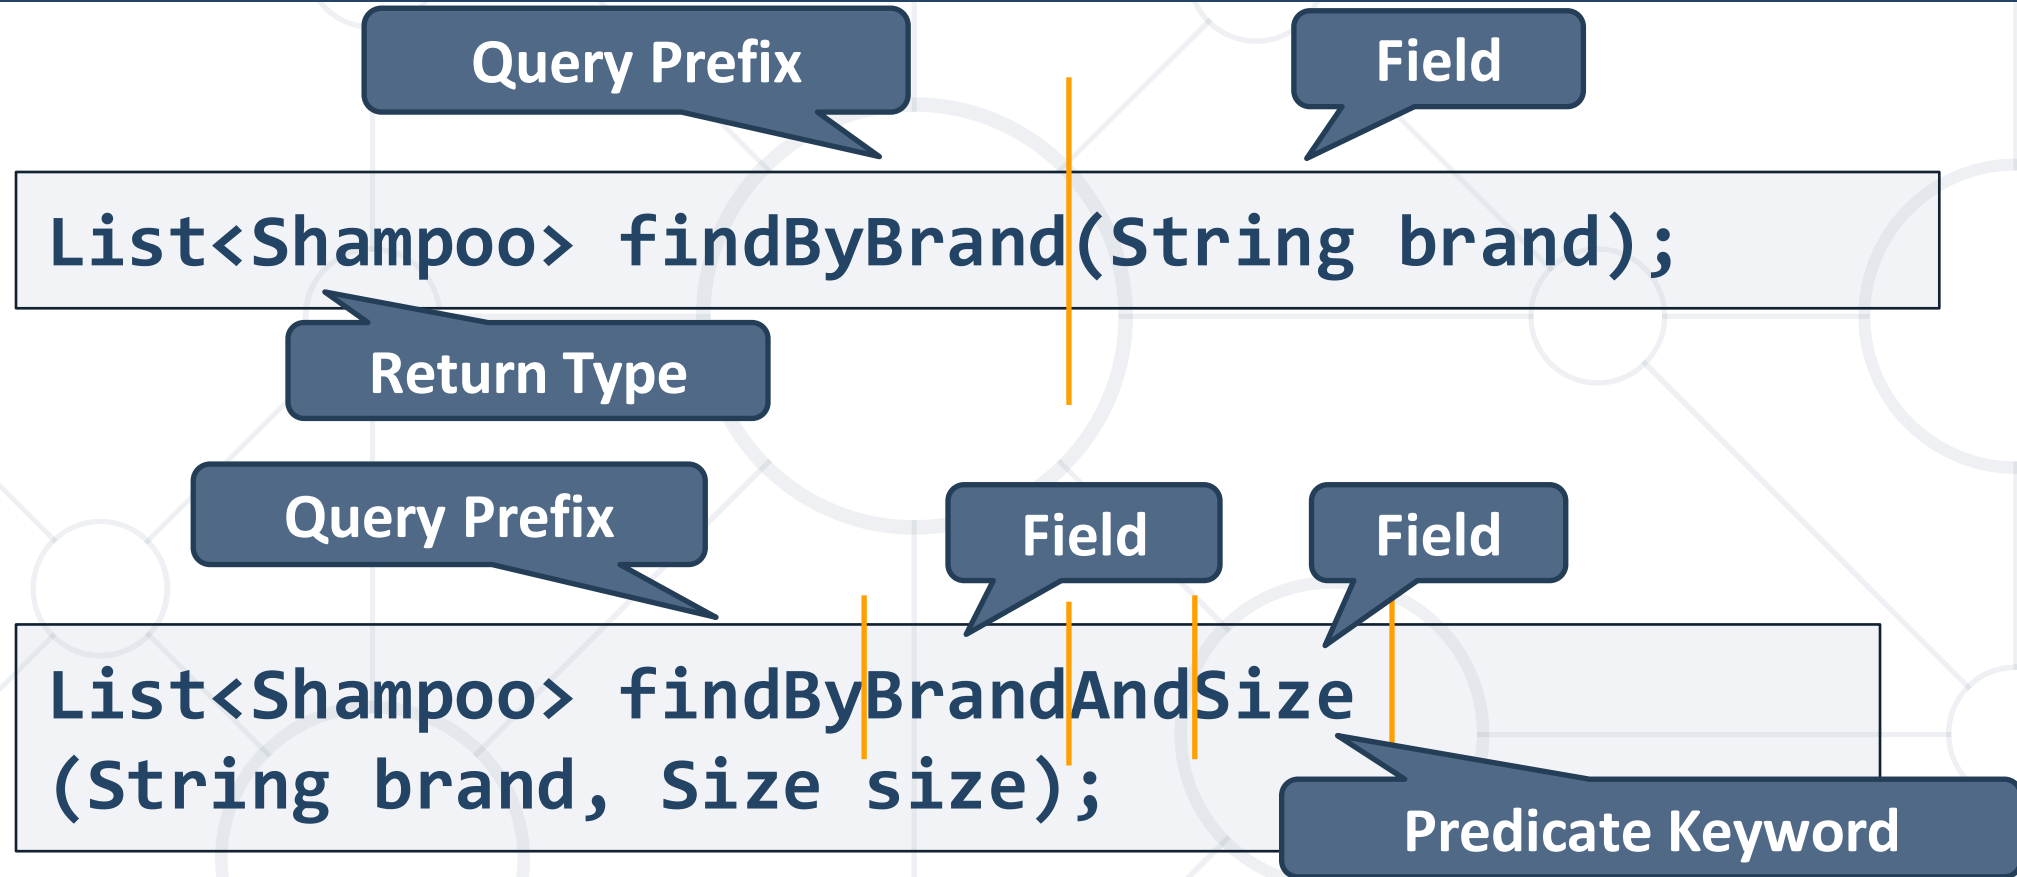 Query Prefix
Field
List<Shampoo> findByBrand(String brand);
Return Type
Query Prefix
Field
Field
List<Shampoo> findByBrandAndSize
(String brand, Size size);
Predicate Keyword